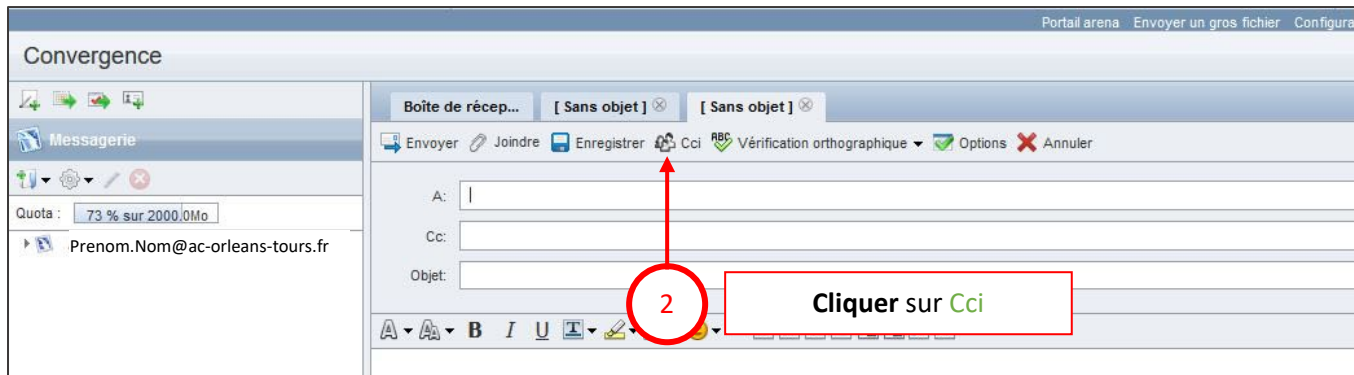 Portail arena Envoyer un gros fichier Configura
Convergence
Boîte de récep... [ Sans objet ] [ Sans objet ]
Messagerie
Envoyer Joindre Enregistrer Cci ABC Vérification orthographique Options Annuler
A:
Quota : 73 % sur 2000.0Mo
Cc:
Prenom.Nom@ac-orleans-tours.fr
Objet:
2 Cliquer sur Cci
A A B I U T